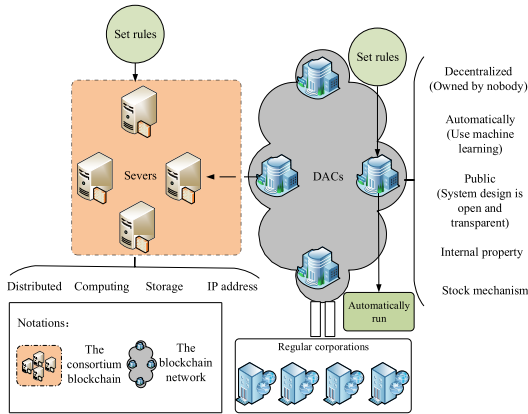 Set rules
Set rules
Severs
DACs
Decentralized
(Owned by nobody)
Automatically
(Use machine
learning)
Public
(System design is
open and
transparent)
Internal property
Stock mechanism
Distributed Computing Storage IP address
Automatically
run
Notations：
The
consortium
blockchain
The
blockchain
network
Regular corporations